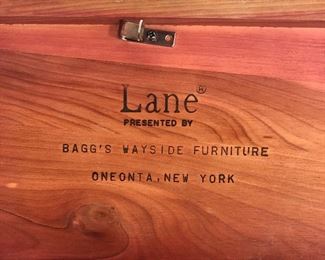 Lane®
PRESENTED BY
BAGG'S WAYSIDE FURNITURE
ONEONTA, NEW YORK